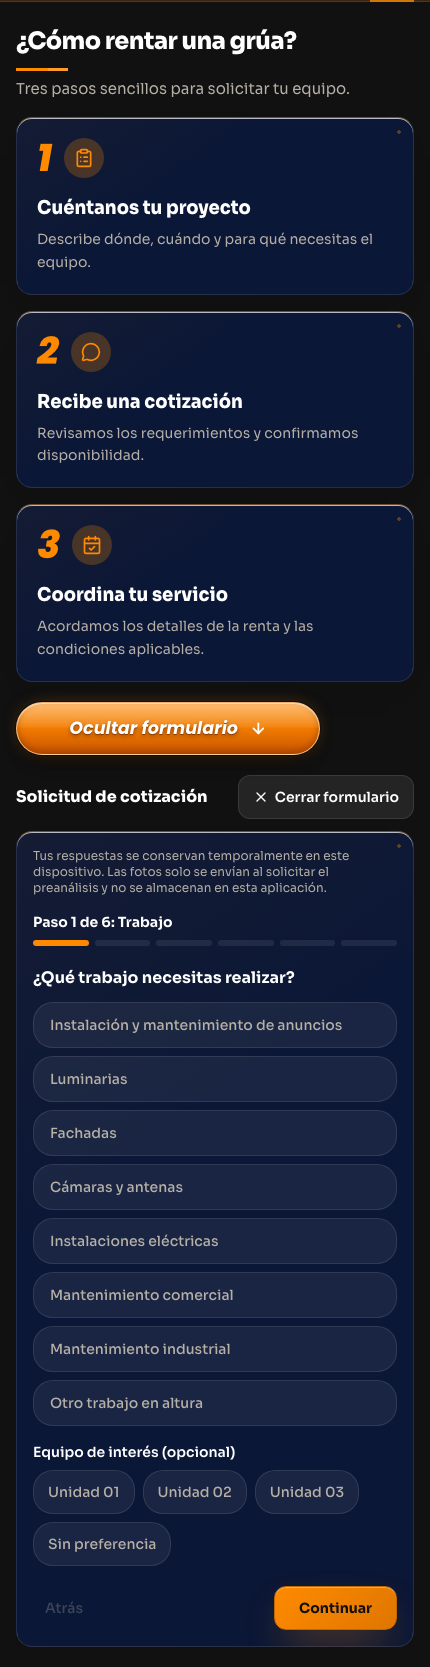 ¿Cómo rentar una grúa?
Tres pasos sencillos para solicitar tu equipo.
1
Cuéntanos tu proyecto
Describe dónde, cuándo y para qué necesitas el
equipo.
2
Recibe una cotización
Revisamos los requerimientos y confirmamos
disponibilidad.
3
Coordina tu servicio
Acordamos los detalles de la renta y las
condiciones aplicables.
Ocultar formulario ↓
Solicitud de cotización
× Cerrar formulario
Tus respuestas se conservan temporalmente en este
dispositivo. Las fotos solo se envían al solicitar el
preanálisis y no se almacenan en esta aplicación.
Paso 1 de 6: Trabajo
¿Qué trabajo necesitas realizar?
Instalación y mantenimiento de anuncios
Luminarias
Fachadas
Cámaras y antenas
Instalaciones eléctricas
Mantenimiento comercial
Mantenimiento industrial
Otro trabajo en altura
Equipo de interés (opcional)
Unidad 01 Unidad 02 Unidad 03
Sin preferencia
Atrás Continuar